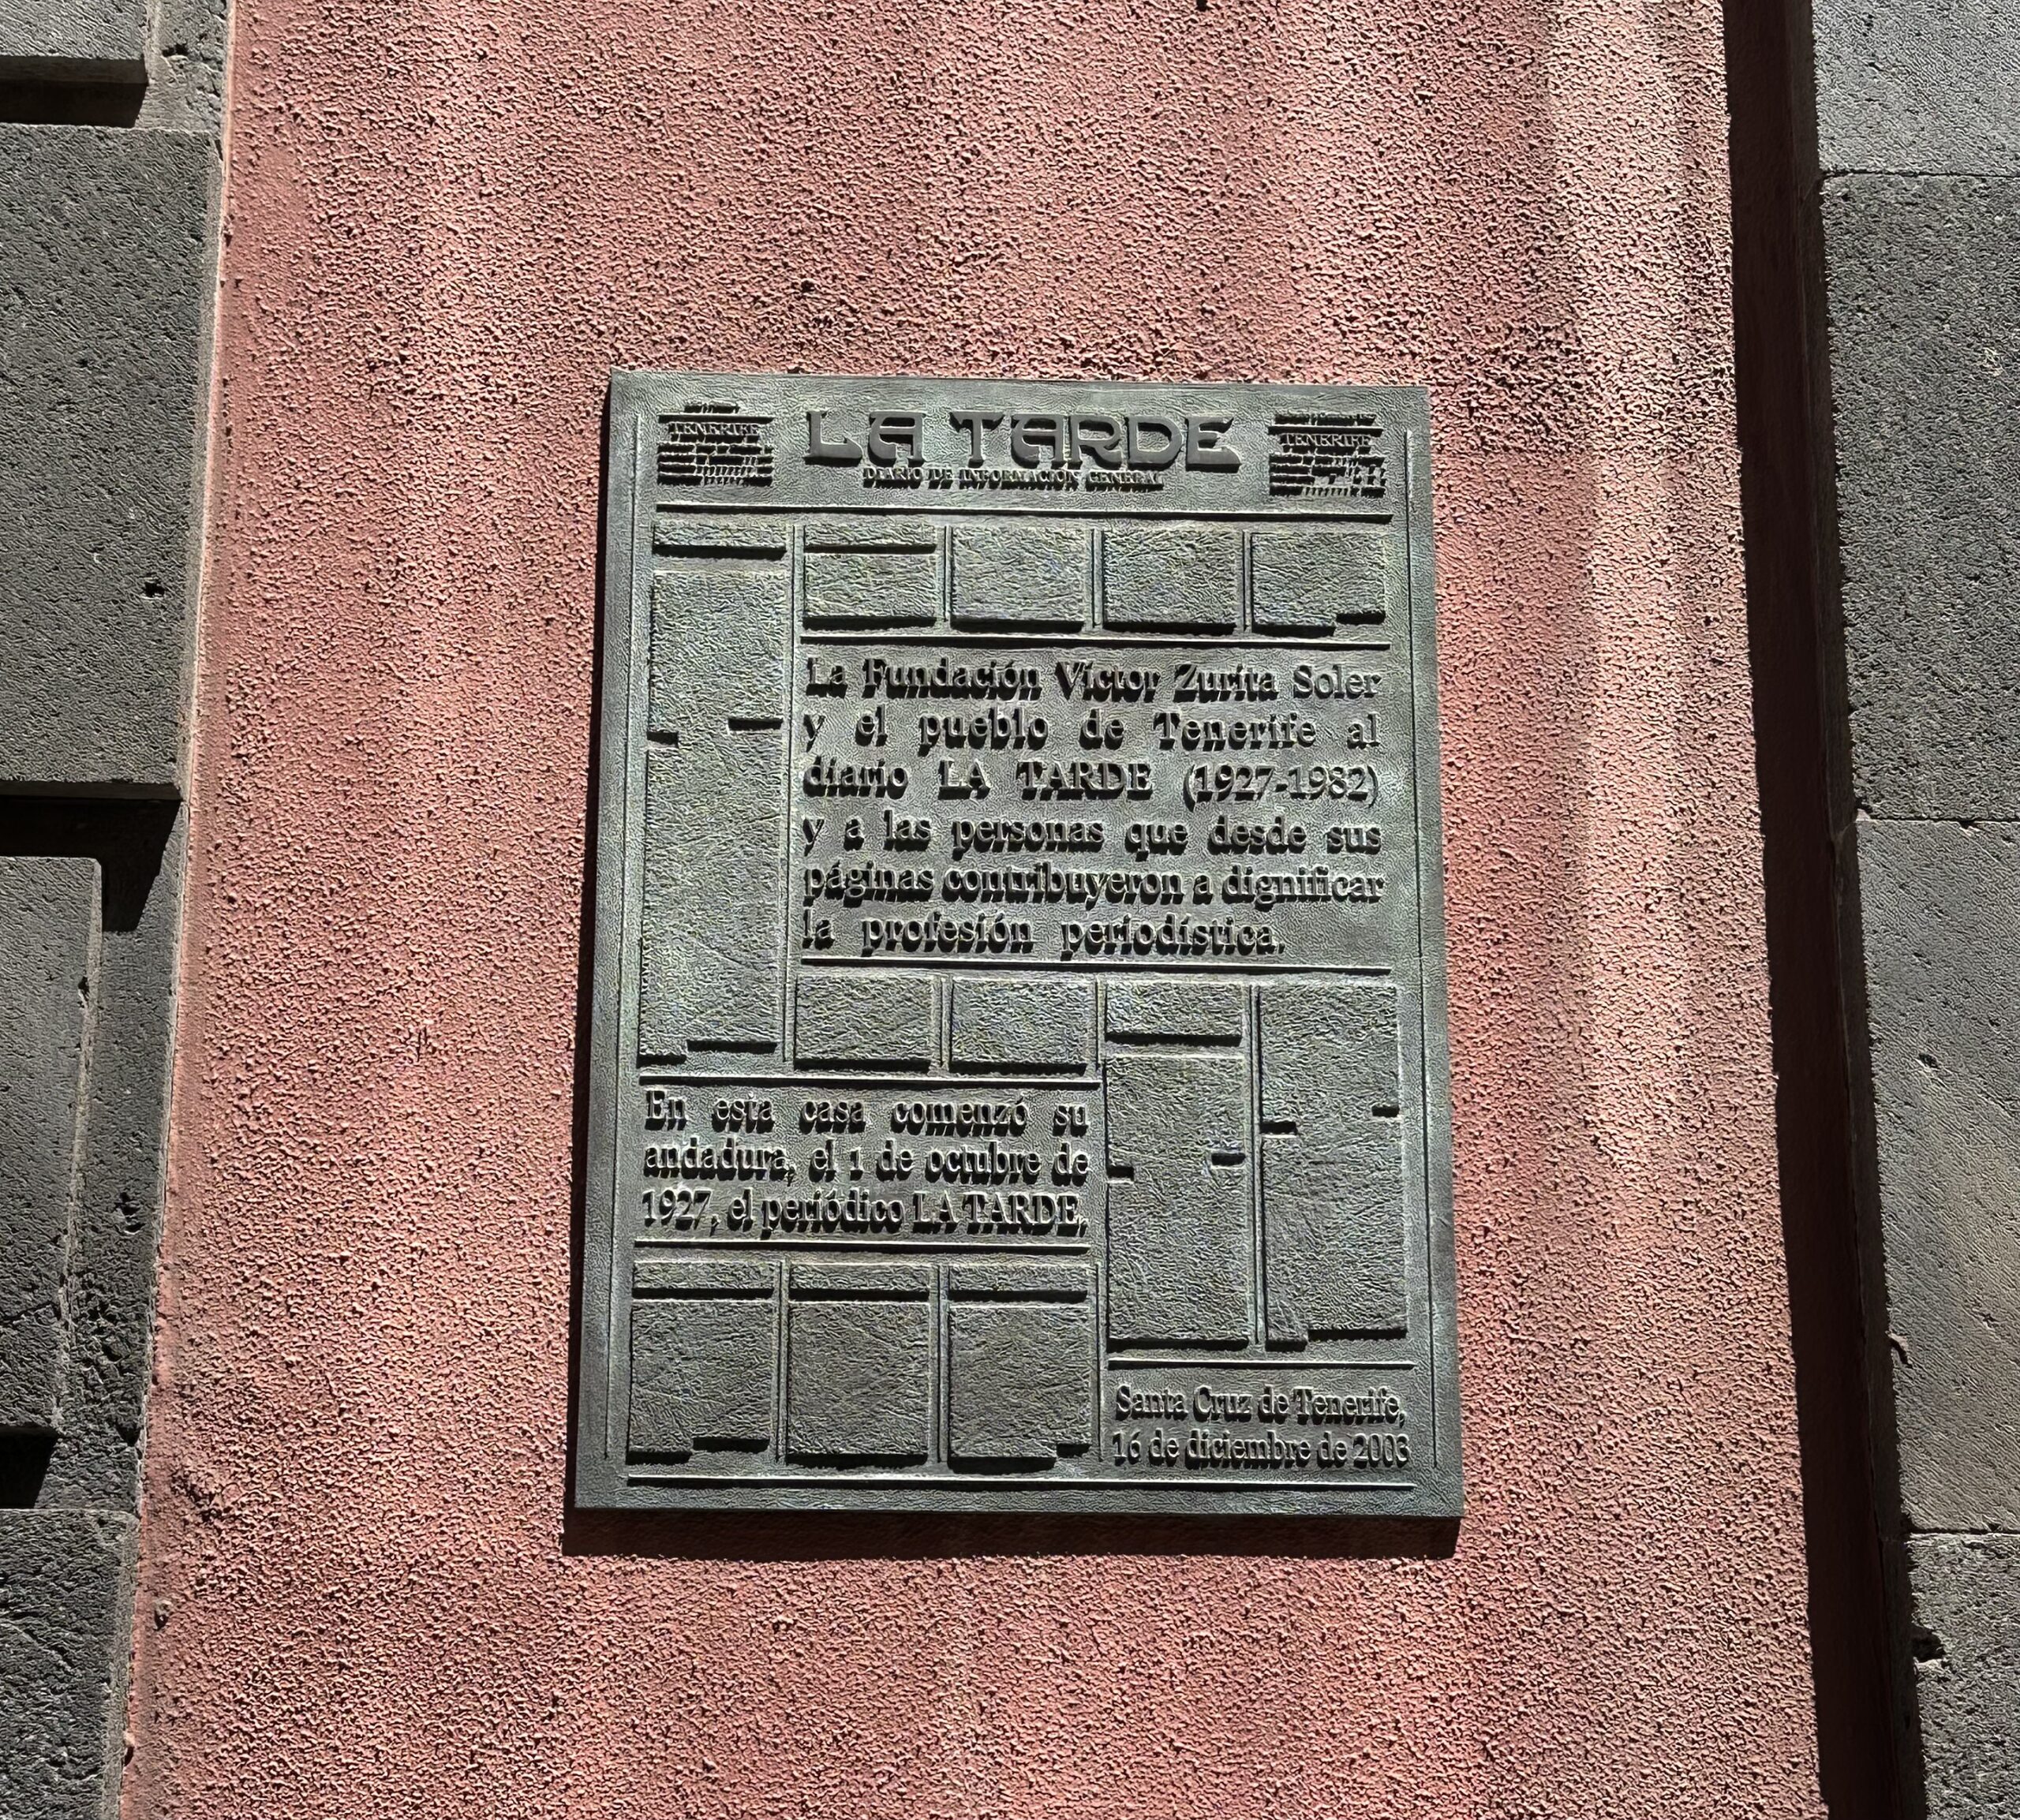 TENERIFE
LA TARDE
DIARIO DE INFORMACIÓN GENERAL
TENERIFE
La Fundación Víctor Zurita Soler
y el pueblo de Tenerife al
diario LA TARDE (1927-1982)
y a las personas que desde sus
páginas contribuyeron a dignificar
la profesión periodística.
En esta casa comenzó su
andadura, el 1 de octubre de
1927, el periódico LA TARDE.
Santa Cruz de Tenerife,
16 de diciembre de 2003